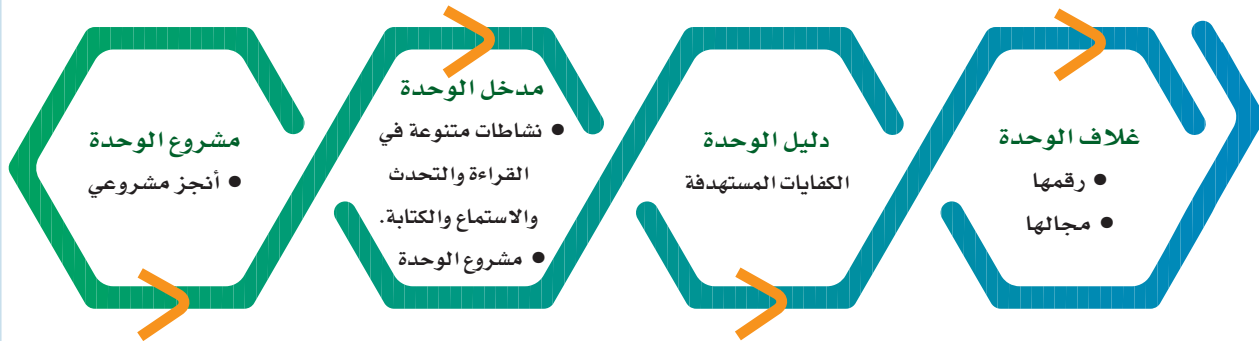 غلاف الوحدة
• رقمها
• مجالها
دليل الوحدة
الكفايات المستهدفة
مدخل الوحدة
• نشاطات متنوعة في
القراءة والتحدث
والاستماع والكتابة.
• مشروع الوحدة
مشروع الوحدة
• أنجز مشروعي